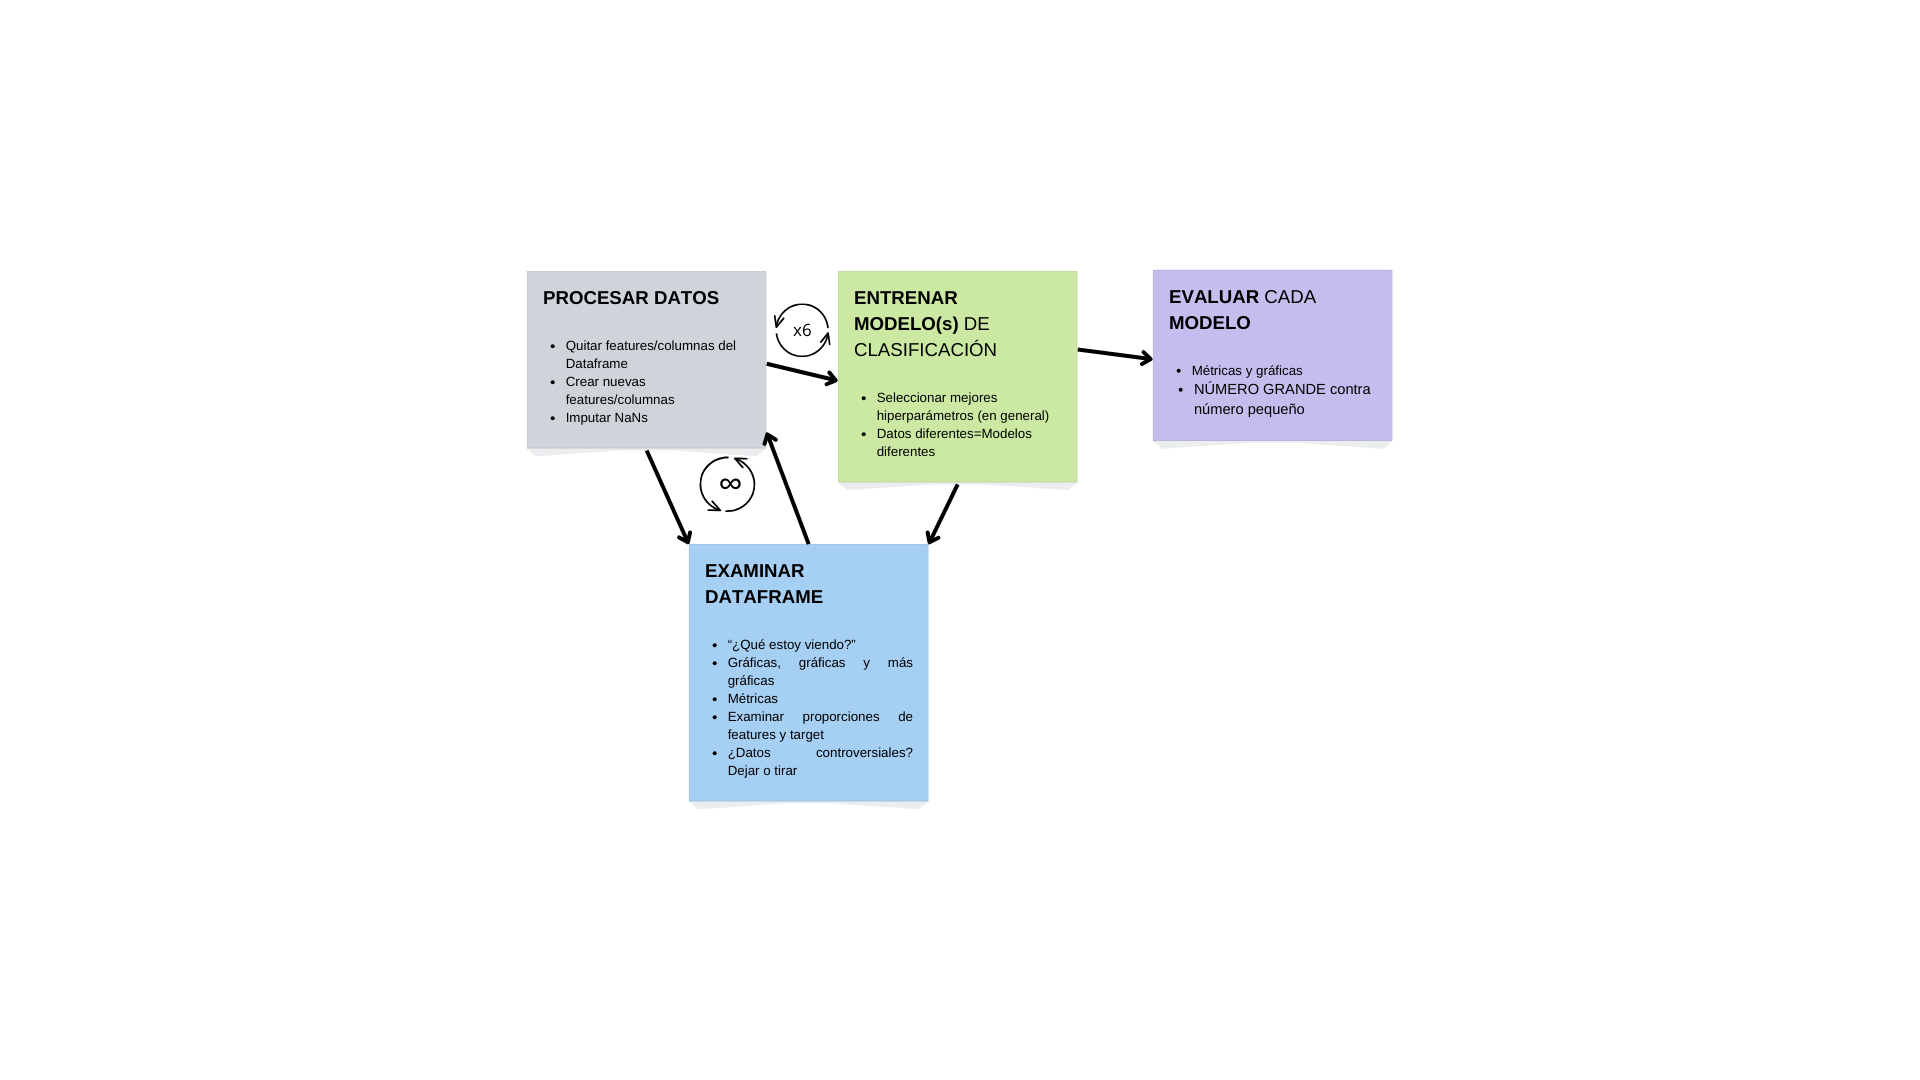 PROCESAR DATOS
• Quitar features/columnas del
Dataframe
• Crear nuevas
features/columnas
• Imputar NaNs
x6
ENTRENAR
MODELO(s) DE
CLASIFICACIÓN
• Seleccionar mejores
hiperparámetros (en general)
• Datos diferentes=Modelos
diferentes
EVALUAR CADA
MODELO
• Métricas y gráficas
• NÚMERO GRANDE contra
número pequeño
∞
EXAMINAR
DATAFRAME
• “¿Qué estoy viendo?”
• Gráficas, gráficas y más
gráficas
• Métricas
• Examinar proporciones de
features y target
• ¿Datos controversiales?
Dejar o tirar